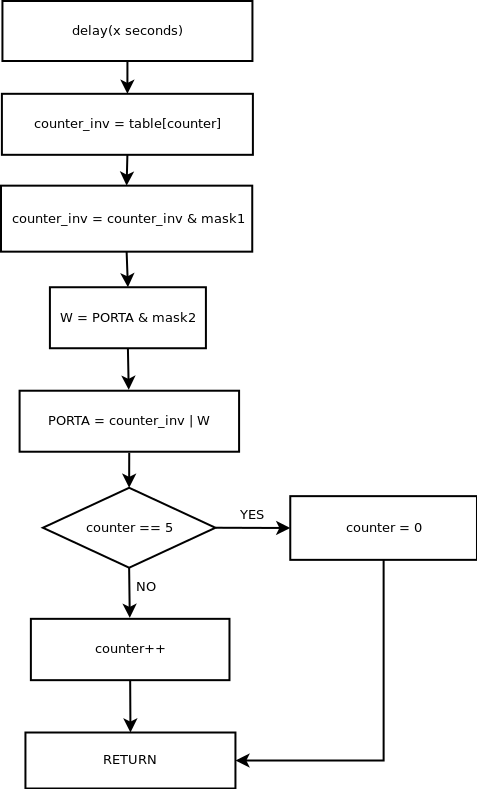 delay(x seconds)
counter_inv = table[counter]
counter_inv = counter_inv & mask1
W = PORTA & mask2
PORTA = counter_inv | W
counter == 5
YES
counter = 0
NO
counter++
RETURN